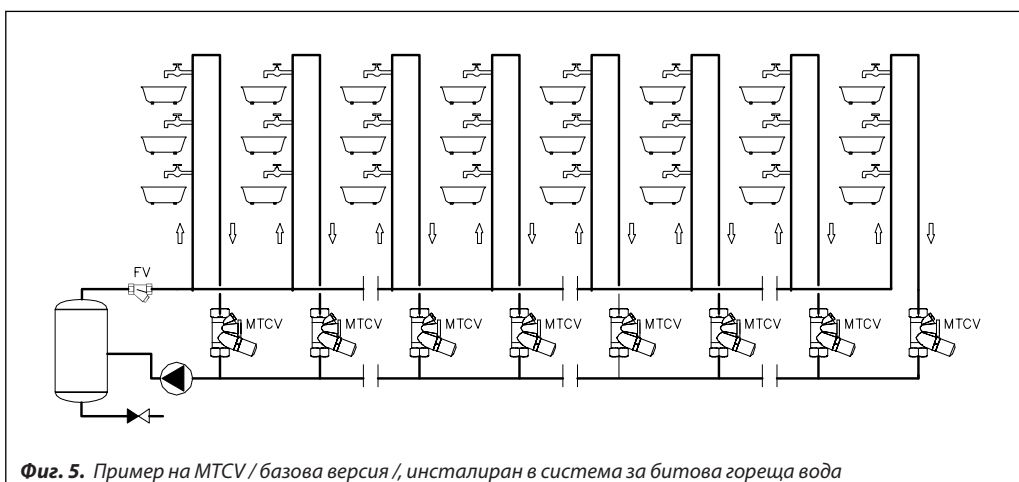 FV
MTCV MTCV MTCV MTCV MTCV MTCV MTCV MTCV
Фиг. 5. Пример на MTCV / базова версия /, инсталиран в система за битова гореща вода